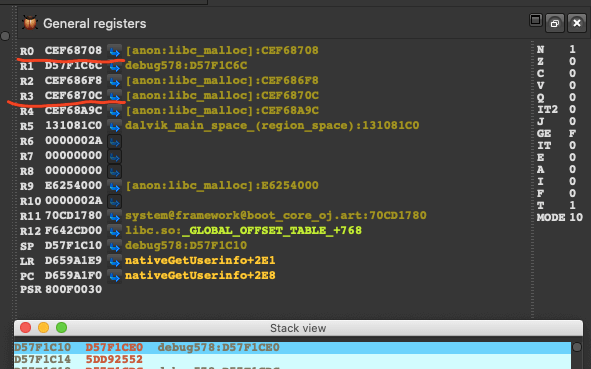 General registers
R0 CEF68708 [anon:libc_malloc]:CEF68708
R1 D57F1C6C debug578:D57F1C6C
R2 CEF686F8 [anon:libc_malloc]:CEF686F8
R3 CEF6870C [anon:libc_malloc]:CEF6870C
R4 CEF68A9C [anon:libc_malloc]:CEF68A9C
R5 131081C0 dalvik_main_space_(region_space):131081C0
R6 0000002A
R7 00000000
R8 00000000
R9 E6254000 [anon:libc_malloc]:E6254000
R10 0000002A
R11 70CD1780 system@framework@boot_core_oj.art:70CD1780
R12 F642CD00 libc.so:_GLOBAL_OFFSET_TABLE_+768
SP D57F1C10 debug578:D57F1C10
LR D659A1E9 nativeGetUserinfo+2E1
PC D659A1F0 nativeGetUserinfo+2E8
PSR 800F0030
N 1
Z 0
C 0
V 0
Q 0
IT2 0
J 0
GE F
IT 0
E 0
A 0
I 0
F 0
T 1
MODE 10
Stack view
D57F1C10 D57F1CE0 debug578:D57F1CE0
D57F1C14 5DD92552